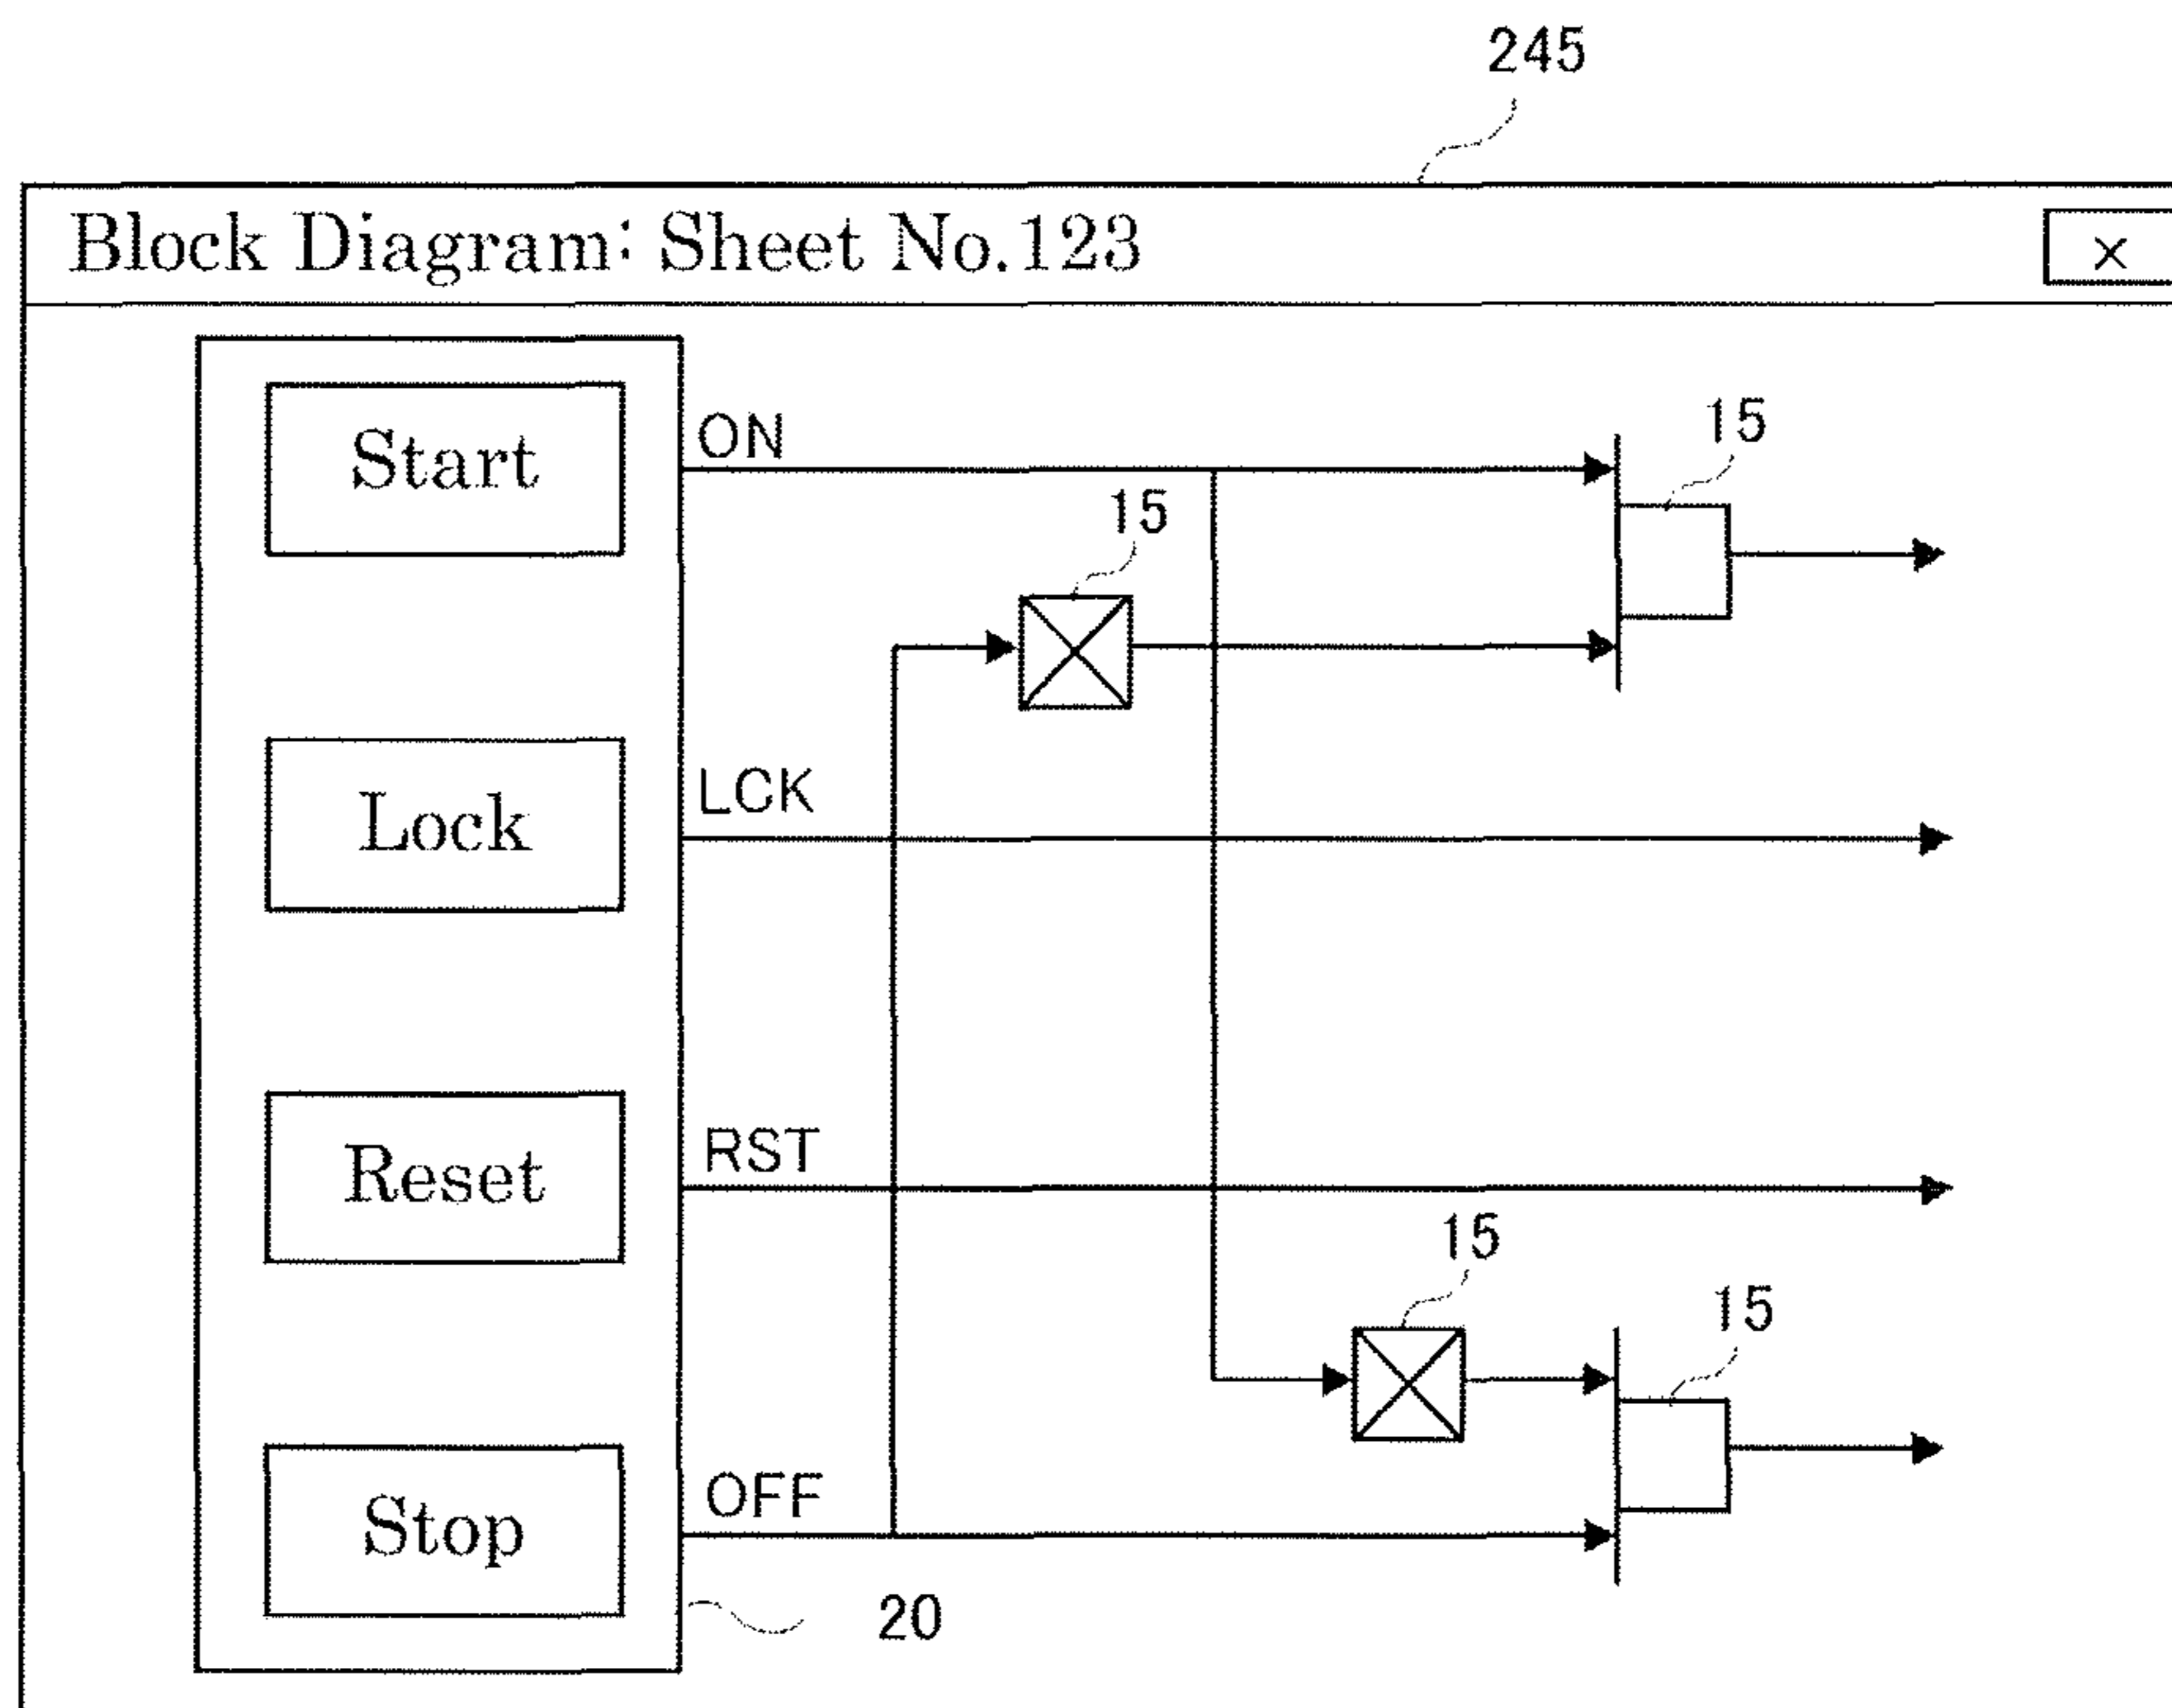 245
Block Diagram: Sheet No.123
×
Start
ON
15
15
Lock
LCK
Reset
RST
15
15
Stop
OFF
20